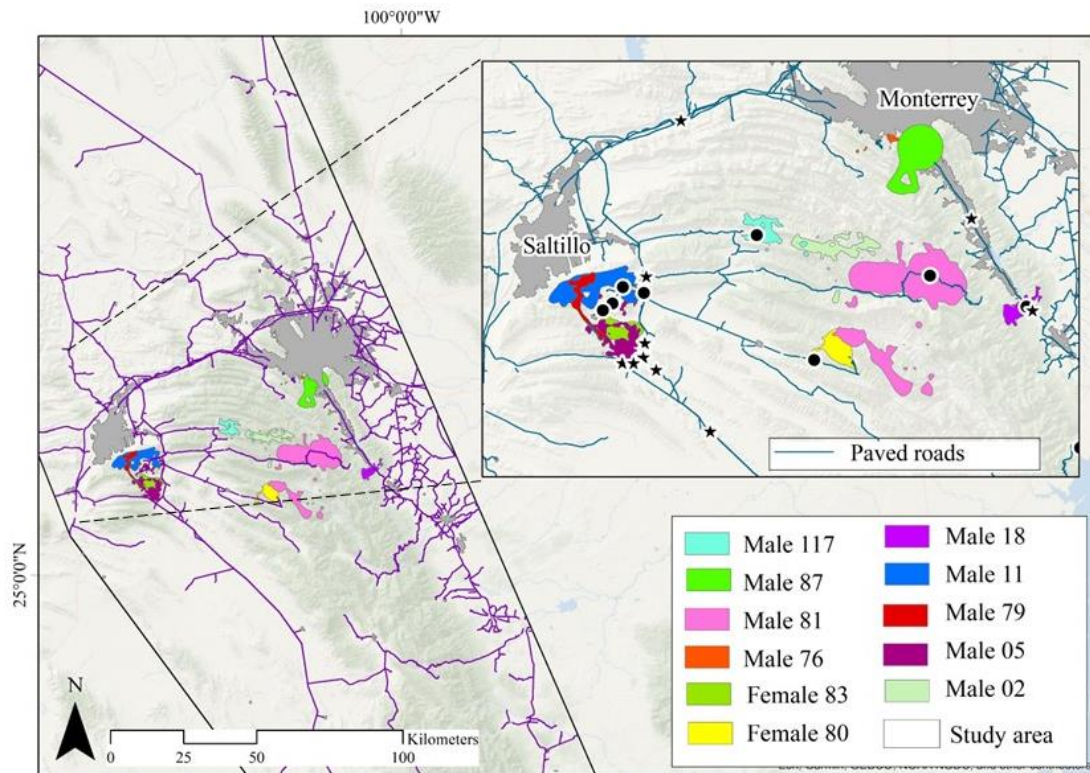 100°0'0"W
Monterrey
Saltillo
Paved roads
25°0'0"N
Male 117
Male 18
Male 87
Male 11
Male 81
Male 79
Male 76
Male 05
Female 83
Male 02
Female 80
Study area
N
Kilometers
0 25 50 100